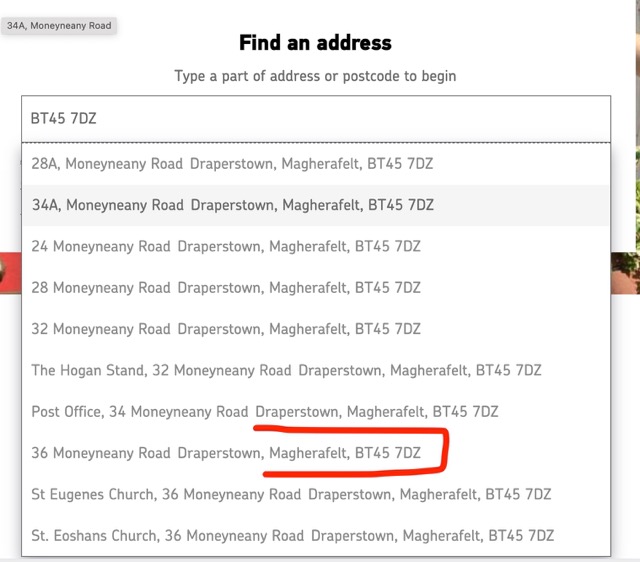 34A, Moneyneany Road
Find an address
Type a part of address or postcode to begin
BT45 7DZ
28A, Moneyneany Road Draperstown, Magherafelt, BT45 7DZ
34A, Moneyneany Road Draperstown, Magherafelt, BT45 7DZ
24 Moneyneany Road Draperstown, Magherafelt, BT45 7DZ
28 Moneyneany Road Draperstown, Magherafelt, BT45 7DZ
32 Moneyneany Road Draperstown, Magherafelt, BT45 7DZ
The Hogan Stand, 32 Moneyneany Road Draperstown, Magherafelt, BT45 7DZ
Post Office, 34 Moneyneany Road Draperstown, Magherafelt, BT45 7DZ
36 Moneyneany Road Draperstown, Magherafelt, BT45 7DZ
St Eugenes Church, 36 Moneyneany Road Draperstown, Magherafelt, BT45 7DZ
St. Eoshans Church, 36 Moneyneany Road Draperstown, Magherafelt, BT45 7DZ